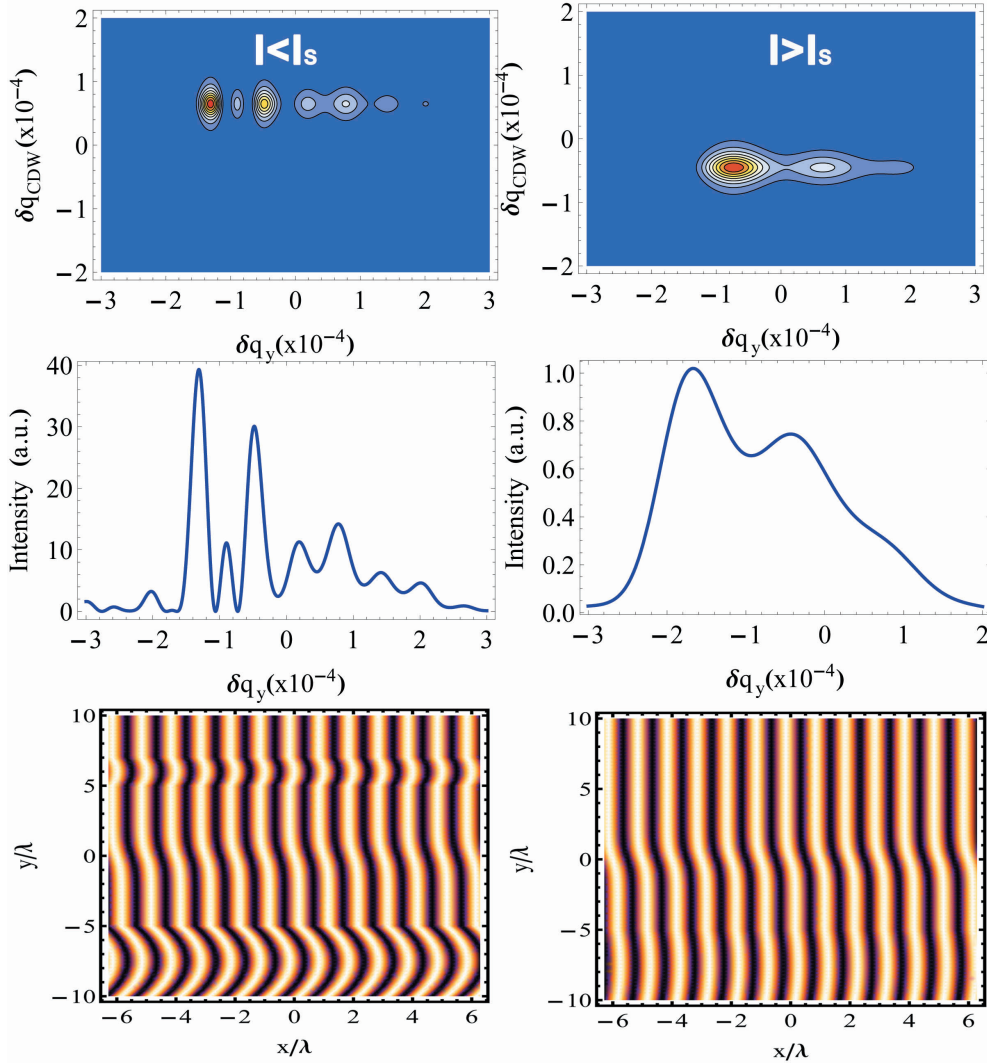 I<Is
δqCDW(x10−4)
2
1
0
−1
−2
−3 −2 −1 0 1 2 3
δqy(x10−4)
I>Is
δqCDW(x10−4)
2
1
0
−1
−2
−3 −2 −1 0 1 2 3
δqy(x10−4)
Intensity (a.u.)
40
30
20
10
0
−3 −2 −1 0 1 2 3
δqy(x10−4)
Intensity (a.u.)
1.0
0.8
0.6
0.4
0.2
0.0
−3 −2 −1 0 1 2
δqy(x10−4)
y/λ
10
5
0
−5
−10
−6 −4 −2 0 2 4 6
x/λ
y/λ
10
5
0
−5
−10
−6 −4 −2 0 2 4 6
x/λ